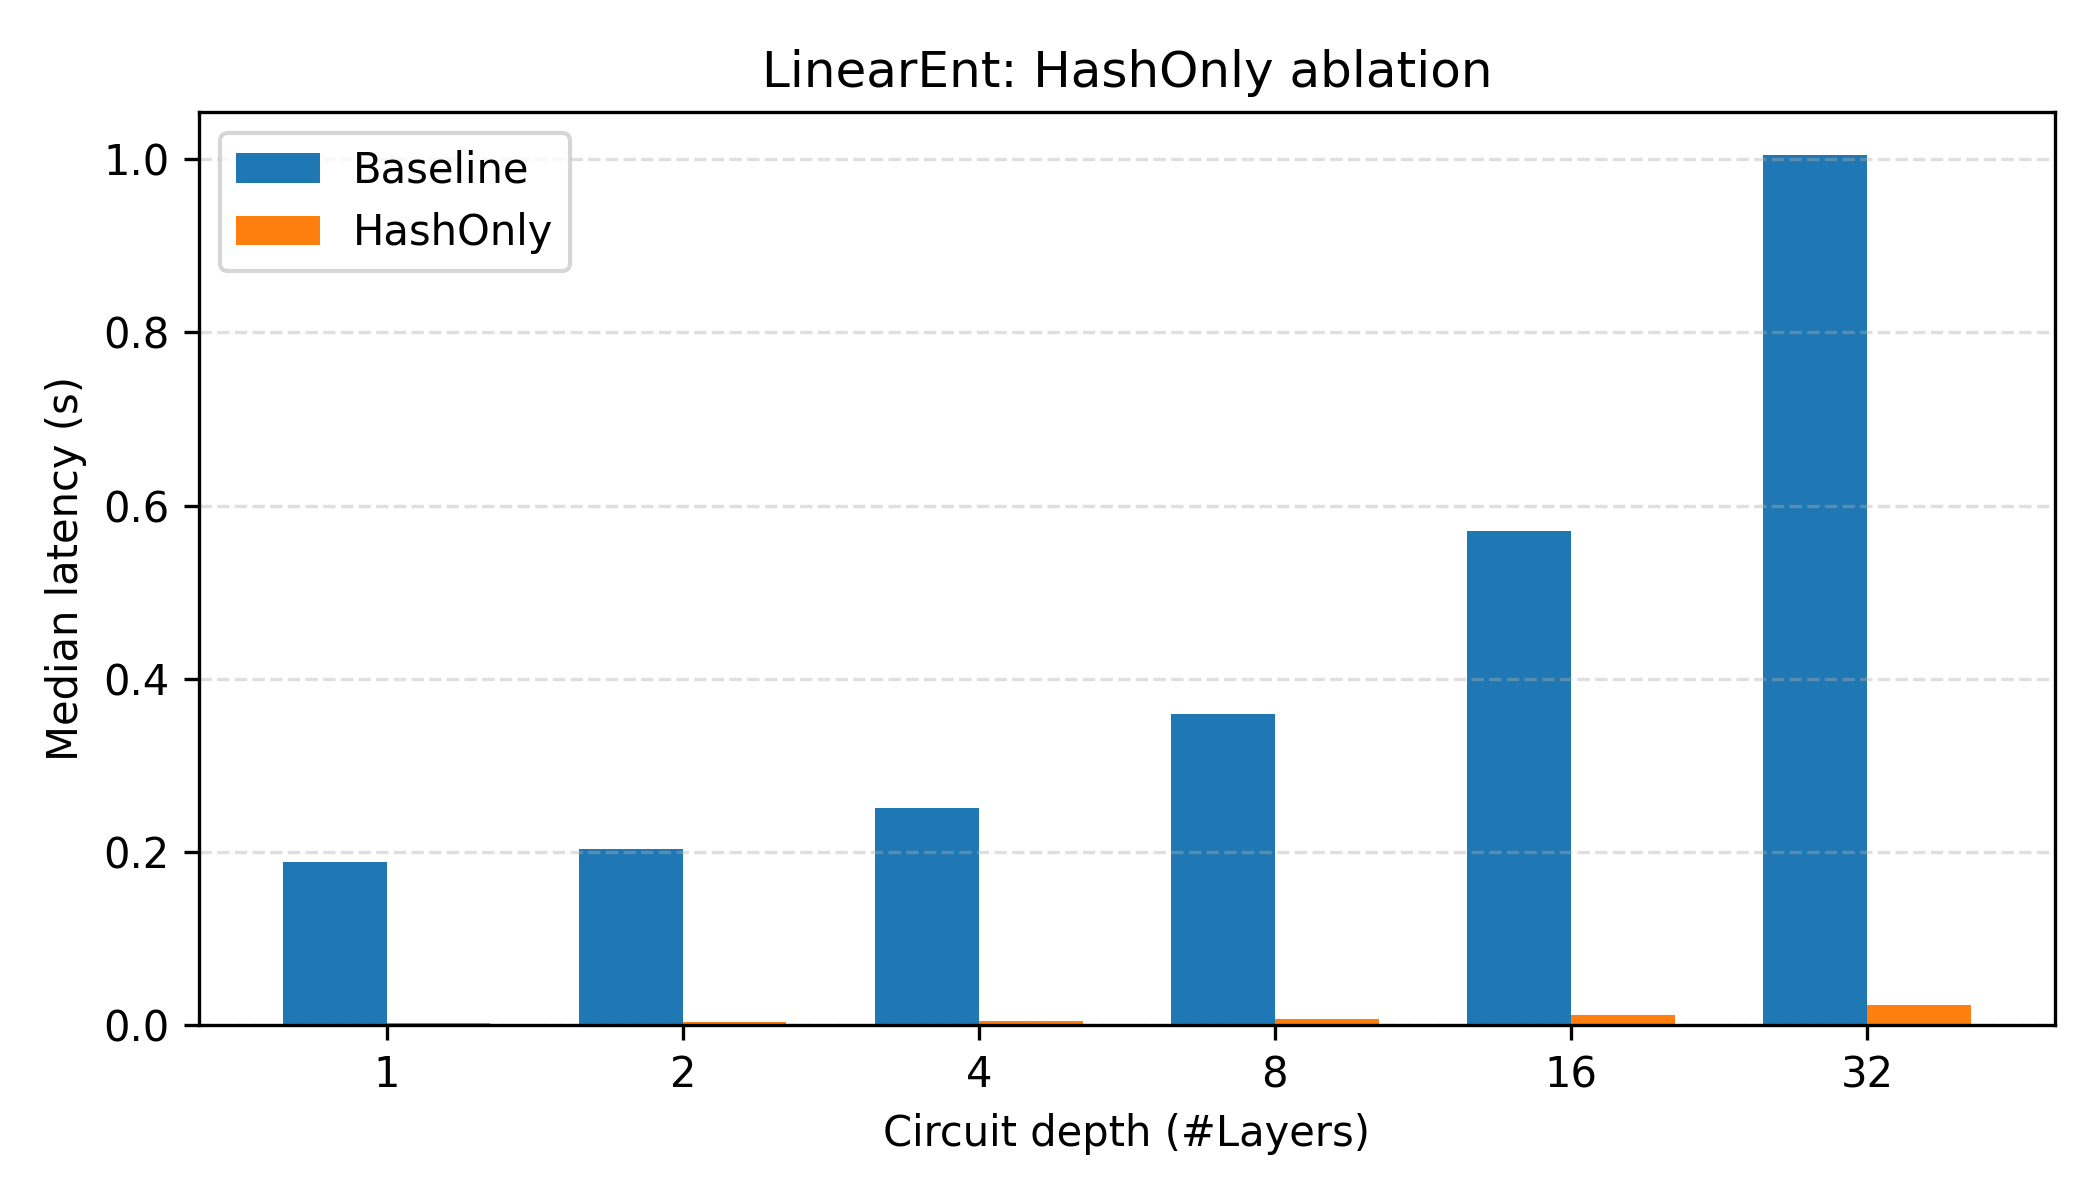 LinearEnt: HashOnly ablation
Baseline
HashOnly
1.0
0.8
0.6
0.4
0.2
0.0
Median latency (s)
1 2 4 8 16 32
Circuit depth (#Layers)